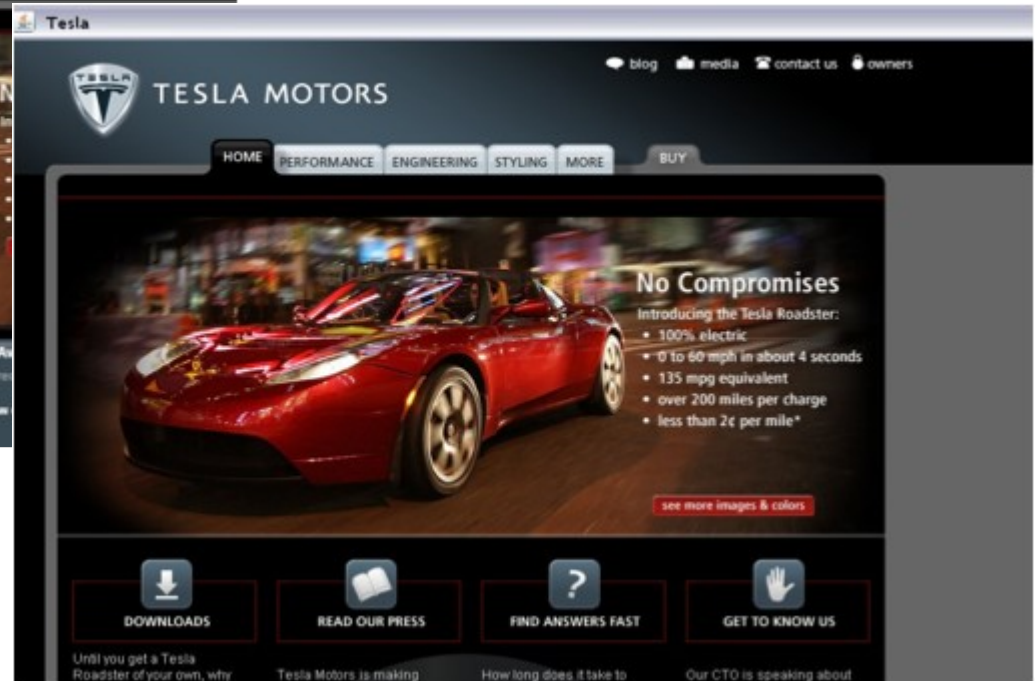 Tesla
blog media contact us owners
TESLA
TESLA MOTORS
HOME PERFORMANCE ENGINEERING STYLING MORE BUY
No Compromises
Introducing the Tesla Roadster:
• 100% electric
• 0 to 60 mph in about 4 seconds
• 135 mpg equivalent
• over 200 miles per charge
• less than 2¢ per mile*
see more images & colors
DOWNLOADS READ OUR PRESS FIND ANSWERS FAST GET TO KNOW US
Until you get a Tesla
Roadster of your own, why Tesla Motors is making How long does it take to Our CTO is speaking about